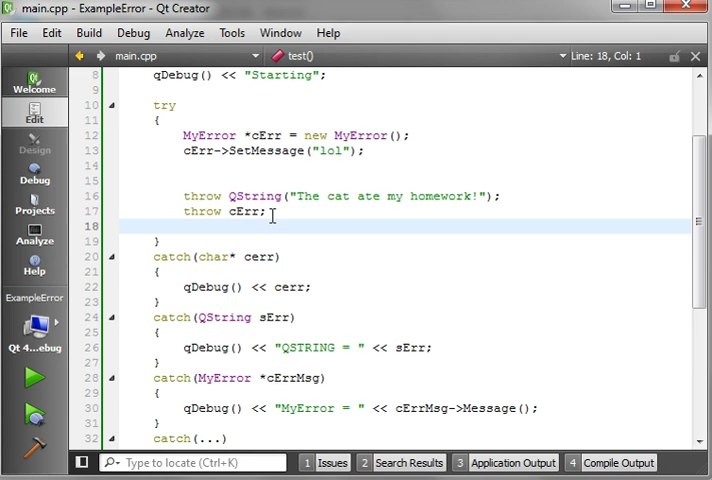 main.cpp - ExampleError - Qt Creator
File Edit Build Debug Analyze Tools Window Help
main.cpp test() Line: 18, Col: 1
Welcome
Edit
Design
Debug
Projects
Analyze
Help
ExampleError
Qt 4...ebug
8 qDebug() << "Starting";
9
10 try
11 {
12 MyError *cErr = new MyError();
13 cErr->SetMessage("lol");
14
15
16 throw QString("The cat ate my homework!");
17 throw cErr;
18
19 }
20 catch(char* cerr)
21 {
22 qDebug() << cerr;
23 }
24 catch(QString sErr)
25 {
26 qDebug() << "QSTRING = " << sErr;
27 }
28 catch(MyError *cErrMsg)
29 {
30 qDebug() << "MyError = " << cErrMsg->Message();
31 }
32 catch(...)
Type to locate (Ctrl+K) 1 Issues 2 Search Results 3 Application Output 4 Compile Output